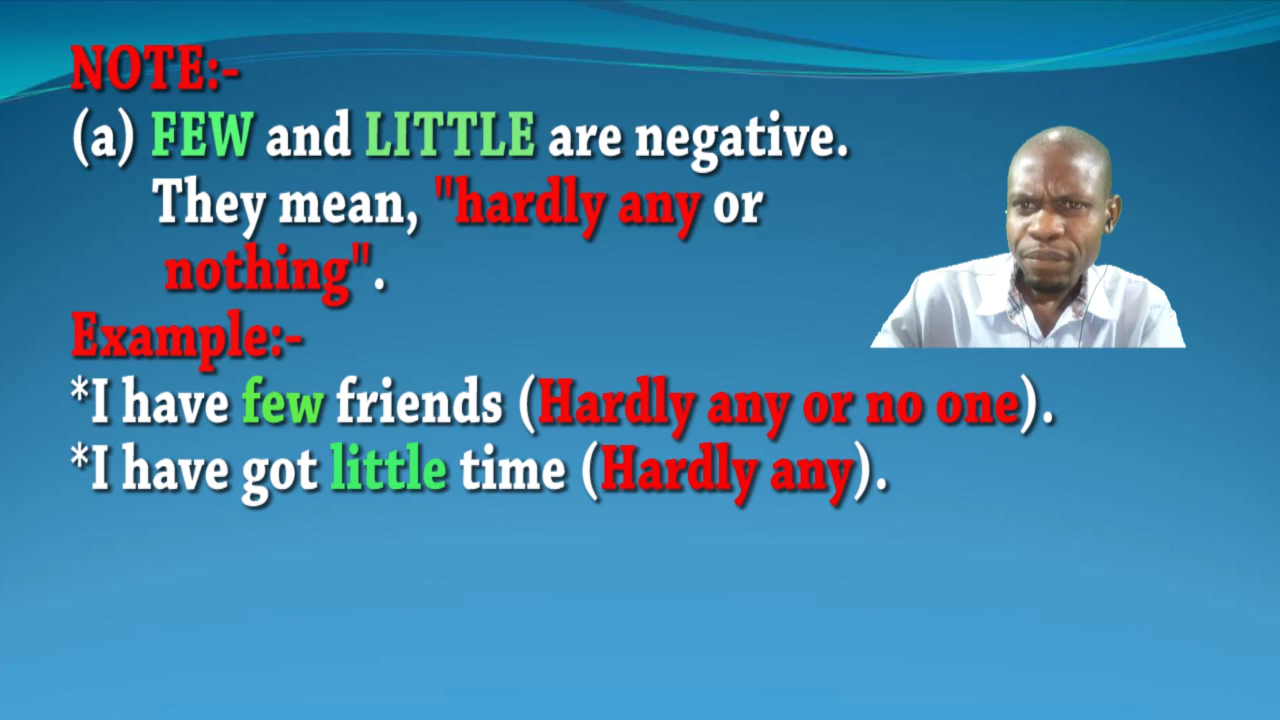 NOTE:-
(a) FEW and LITTLE are negative.
They mean, "hardly any or
nothing".
Example:-
*I have few friends (Hardly any or no one).
*I have got little time (Hardly any).